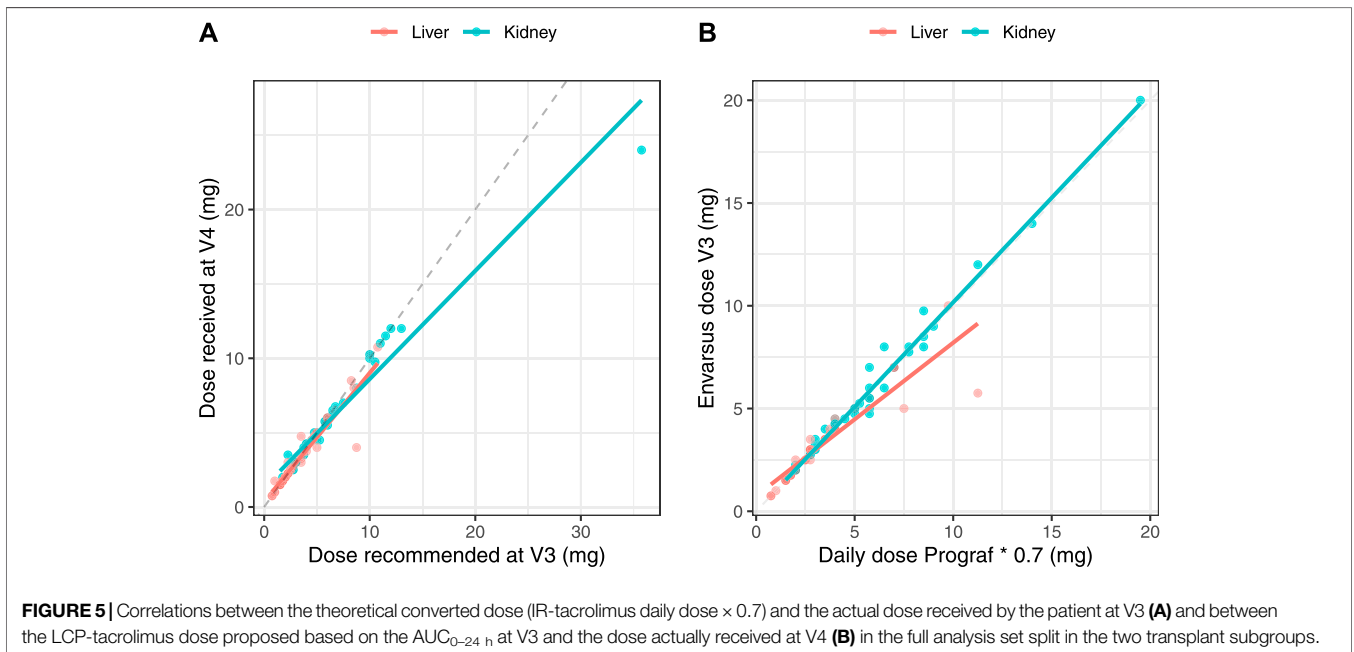 A
Liver Kidney
20
10
0
0 10 20 30
Dose received at V4 (mg)
Dose recommended at V3 (mg)
B
Liver Kidney
20
15
10
5
0
0 5 10 15 20
Envarsus dose V3 (mg)
Daily dose Prograf * 0.7 (mg)
FIGURE 5 | Correlations between the theoretical converted dose (IR-tacrolimus daily dose × 0.7) and the actual dose received by the patient at V3 (A) and between
the LCP-tacrolimus dose proposed based on the AUC0–24 h at V3 and the dose actually received at V4 (B) in the full analysis set split in the two transplant subgroups.